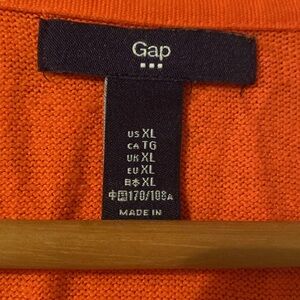 Gap
US XL
CA TG
UK XL
EU XL
日本 XL
中国 170/108A
MADE IN